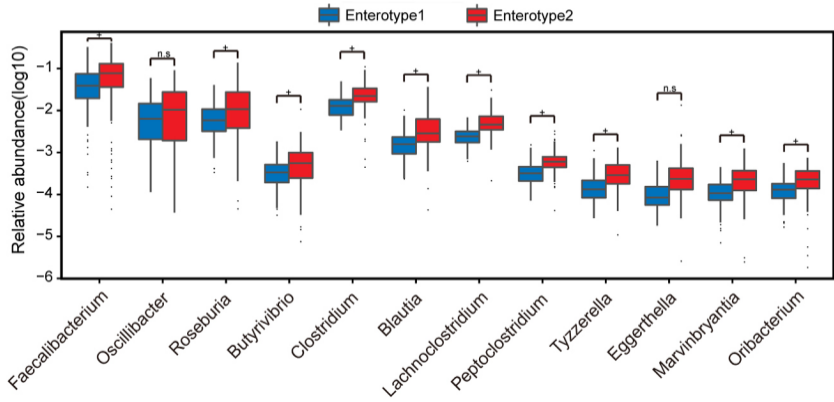 Enterotype1 Enterotype2
Relative abundance(log10)
−1
−2
−3
−4
−5
−6
+ n.s + + + + + + + n.s + +
Faecalibacterium
Oscillibacter
Roseburia
Butyrivibrio
Clostridium
Blautia
Lachnoclostridium
Peptoclostridium
Tyzzerella
Eggerthella
Marvinbryantia
Oribacterium